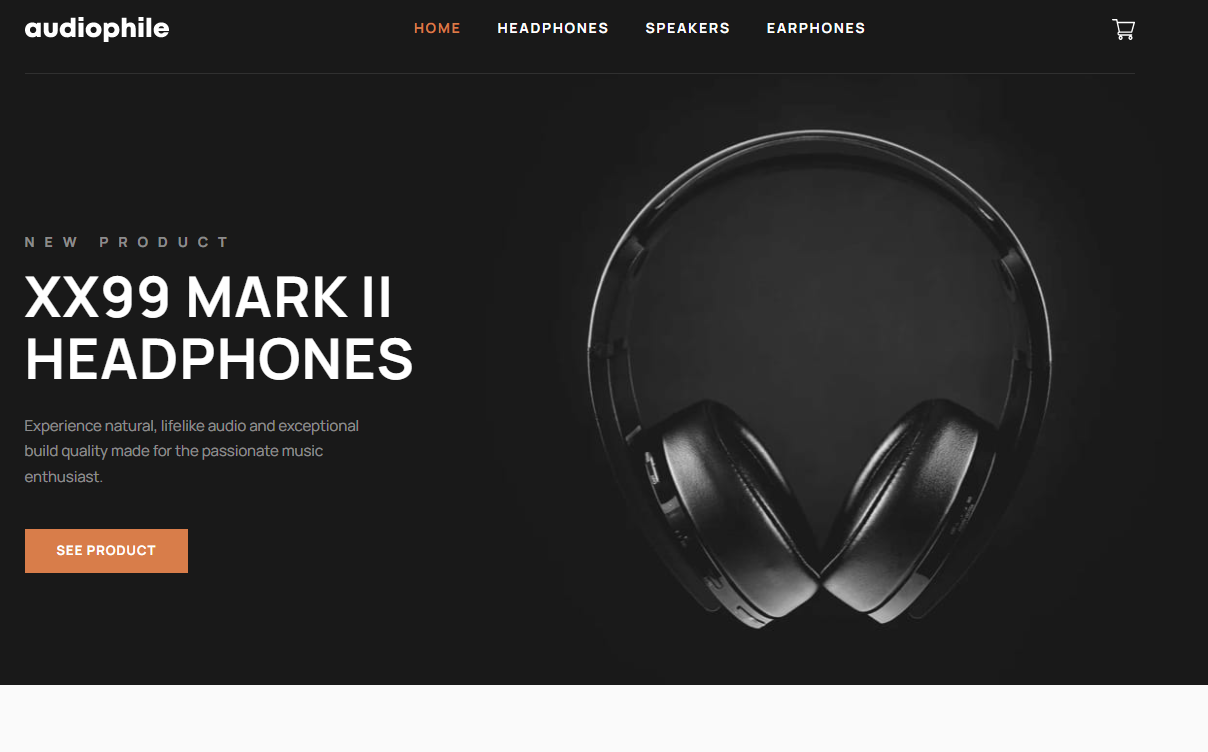 audiophile
HOME HEADPHONES SPEAKERS EARPHONES
NEW PRODUCT
XX99 MARK II
HEADPHONES
Experience natural, lifelike audio and exceptional
build quality made for the passionate music
enthusiast.
SEE PRODUCT